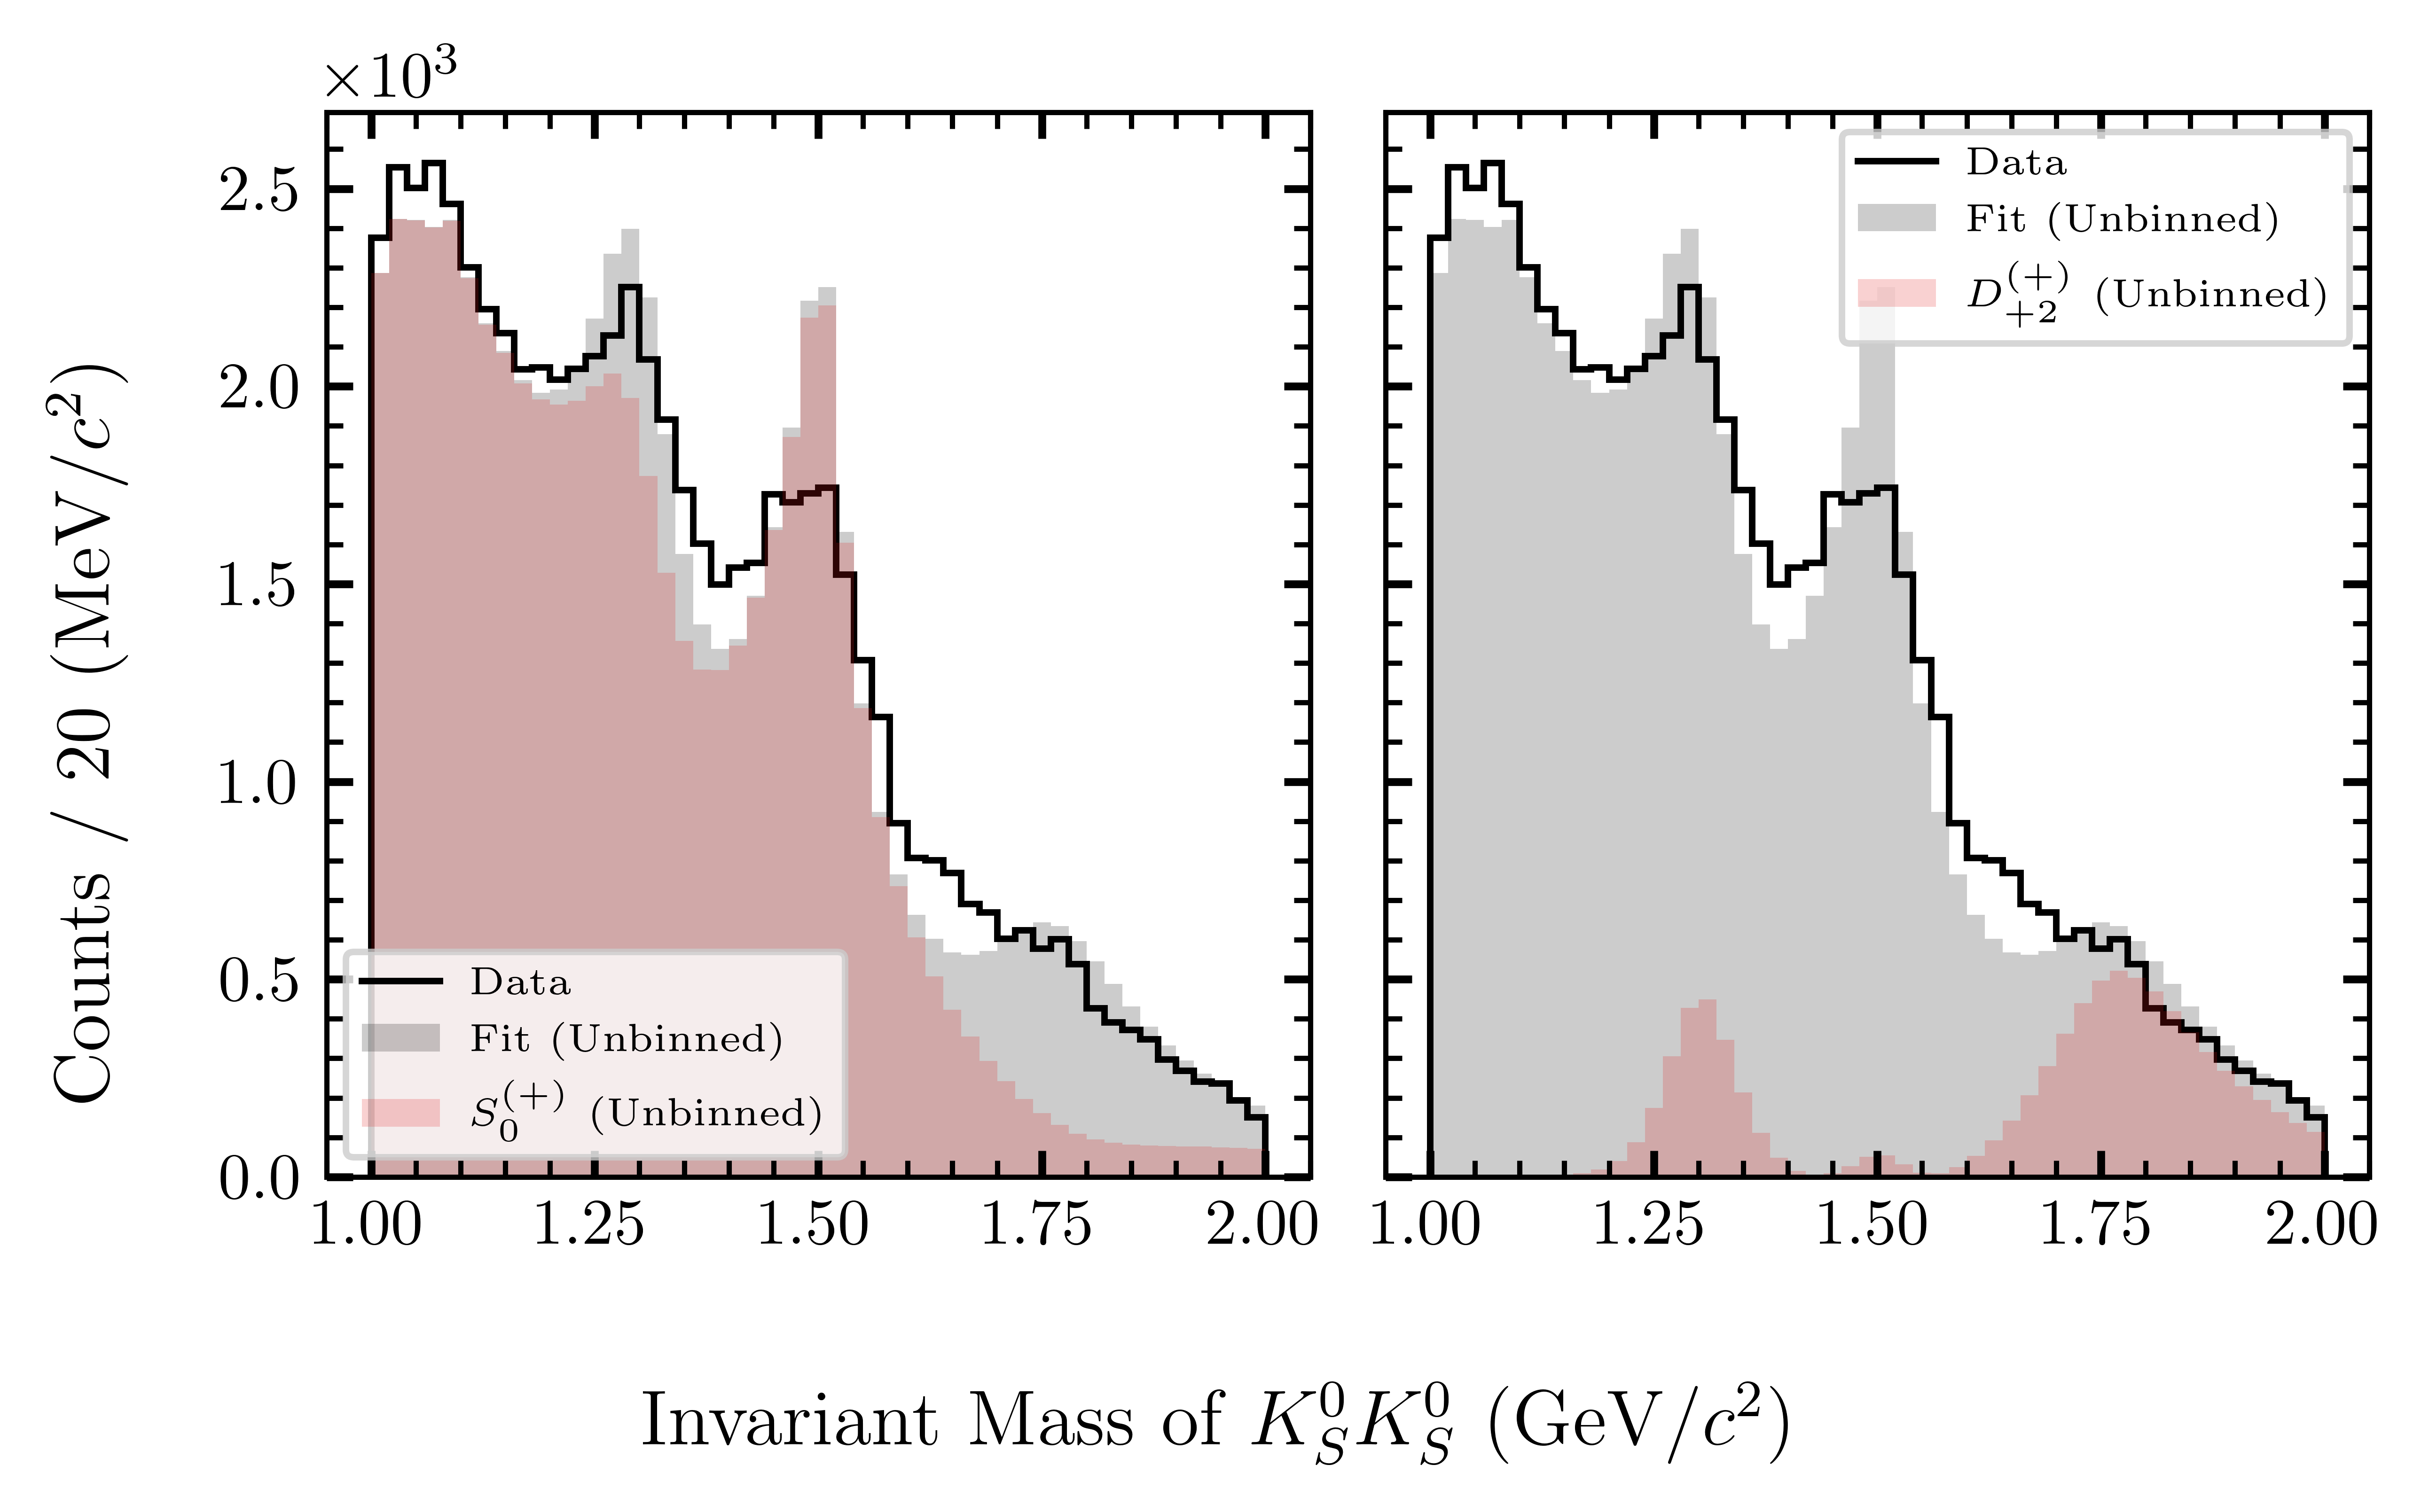 ×10³
Counts / 20 (MeV/c²)
2.5
2.0
1.5
1.0
0.5
0.0
Data
Fit (Unbinned)
S₀⁽⁺⁾ (Unbinned)
1.00 1.25 1.50 1.75 2.00
Data
Fit (Unbinned)
D₊₂⁽⁺⁾ (Unbinned)
1.00 1.25 1.50 1.75 2.00
Invariant Mass of K⁰_S K⁰_S (GeV/c²)